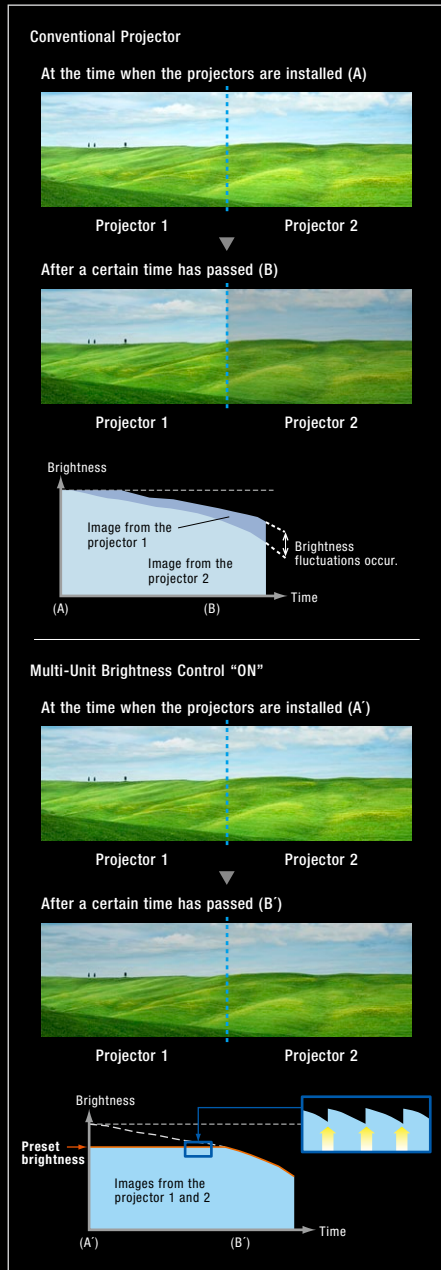 Conventional Projector
At the time when the projectors are installed (A)
Projector 1
Projector 2
After a certain time has passed (B)
Projector 1
Projector 2
Brightness
Image from the
projector 1
Image from the
projector 2
Brightness
fluctuations occur.
Time
(A)
(B)
Multi-Unit Brightness Control “ON”
At the time when the projectors are installed (A´)
Projector 1
Projector 2
After a certain time has passed (B´)
Projector 1
Projector 2
Brightness
Preset
brightness
Images from the
projector 1 and 2
Time
(A´)
(B´)